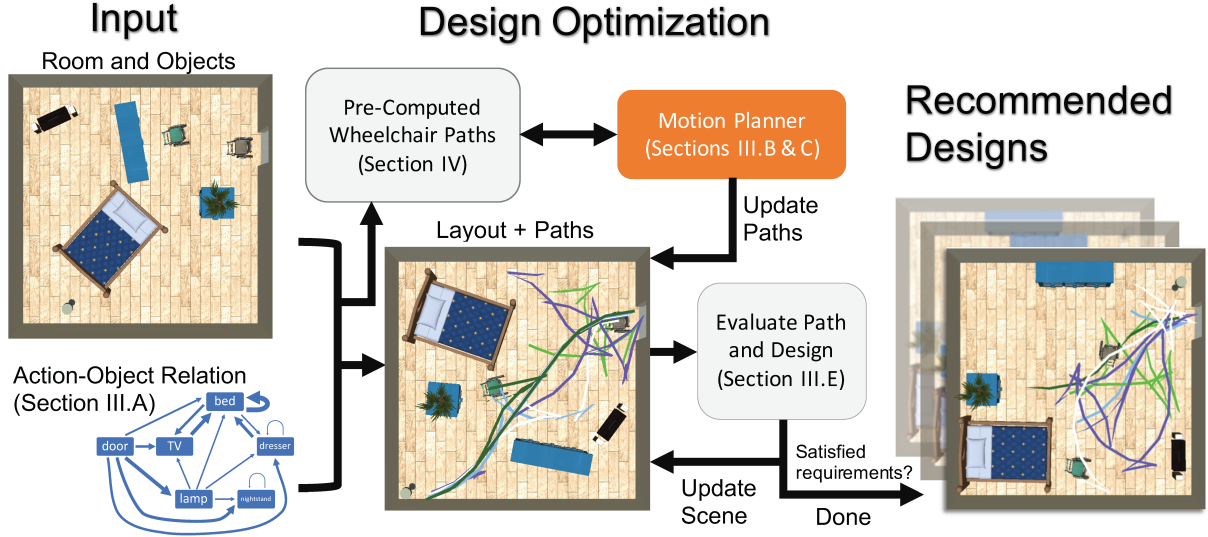 Input
Design Optimization
Room and Objects
Pre-Computed
Wheelchair Paths
(Section IV)
Motion Planner
(Sections III.B & C)
Recommended
Designs
Update
Paths
Layout + Paths
Evaluate Path
and Design
(Section III.E)
Action-Object Relation
(Section III.A)
bed
door
TV
dresser
lamp
nightstand
Satisfied
requirements?
Update
Scene
Done